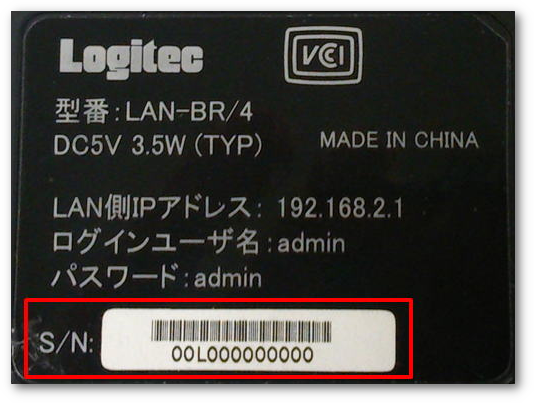 Logitec
VCCI
型番:LAN-BR/4
DC5V 3.5W (TYP)
MADE IN CHINA
LAN側IPアドレス: 192.168.2.1
ログインユーザ名:admin
パスワード:admin
S/N:
00L000000000